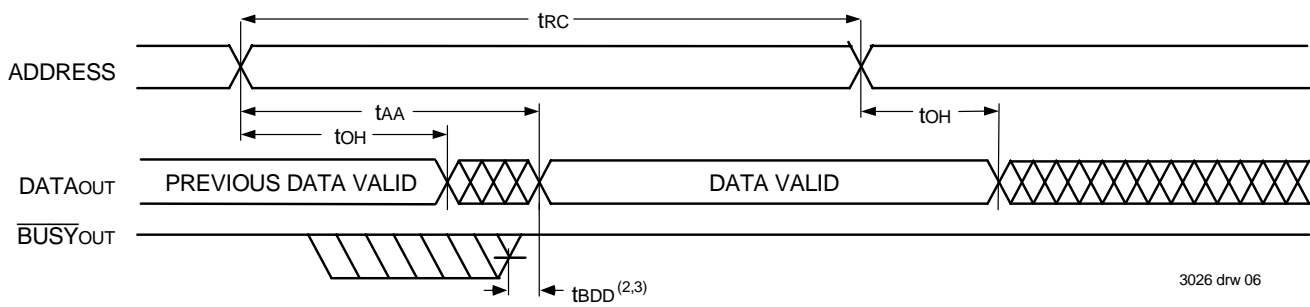 tRC
ADDRESS
tAA
tOH
tOH
DATAOUT
PREVIOUS DATA VALID
DATA VALID
BUSYOUT
tBDD(2,3)
3026 drw 06